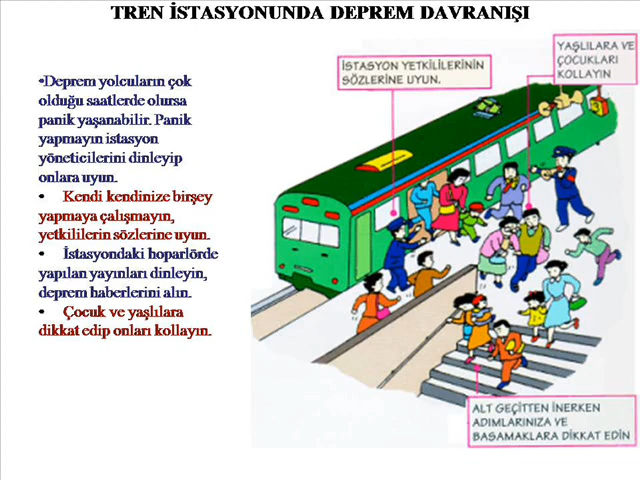 TREN İSTASYONUNDA DEPREM DAVRANIŞI
•Deprem yolcuların çok
olduğu saatlerde olursa
panik yaşanabilir. Panik
yapmayın istasyon
yöneticilerini dinleyip
onlara uyun.
• Kendi kendinize birşey
yapmaya çalışmayın,
yetkililerin sözlerine uyun.
• İstasyondaki hoparlörde
yapılan yayınları dinleyin,
deprem haberlerini alın.
• Çocuk ve yaşlılara
dikkat edip onları kollayın.
İSTASYON YETKİLİLERİNİN
SÖZLERİNE UYUN.
YAŞLILARA VE
ÇOCUKLARI
KOLLAYIN
ALT GEÇİTTEN İNERKEN
ADIMLARINIZA VE
BASAMAKLARA DİKKAT EDİN